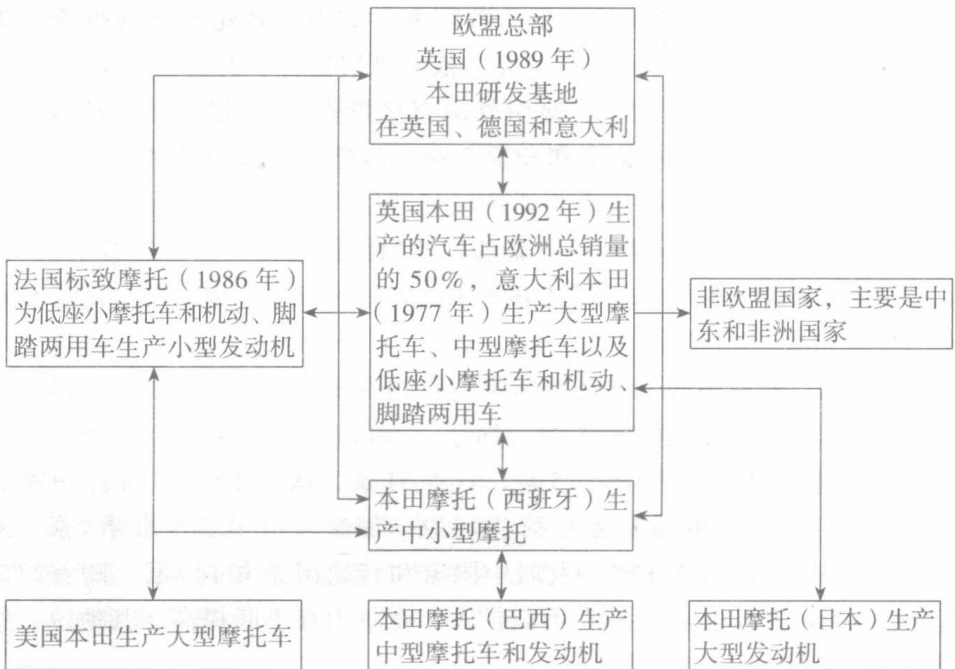 欧盟总部
英国（1989 年）
本田研发基地
在英国、德国和意大利
英国本田（1992 年）生
产的汽车占欧洲总销量
的 50%，意大利本田
（1977 年）生产大型摩
托车、中型摩托车以及
低座小摩托车和机动、
脚踏两用车
法国标致摩托（1986 年）
为低座小摩托车和机动、脚
踏两用车生产小型发动机
非欧盟国家，主要是中
东和非洲国家
本田摩托（西班牙）生
产中小型摩托
美国本田生产大型摩托车
本田摩托（巴西）生产
中型摩托车和发动机
本田摩托（日本）生产
大型发动机